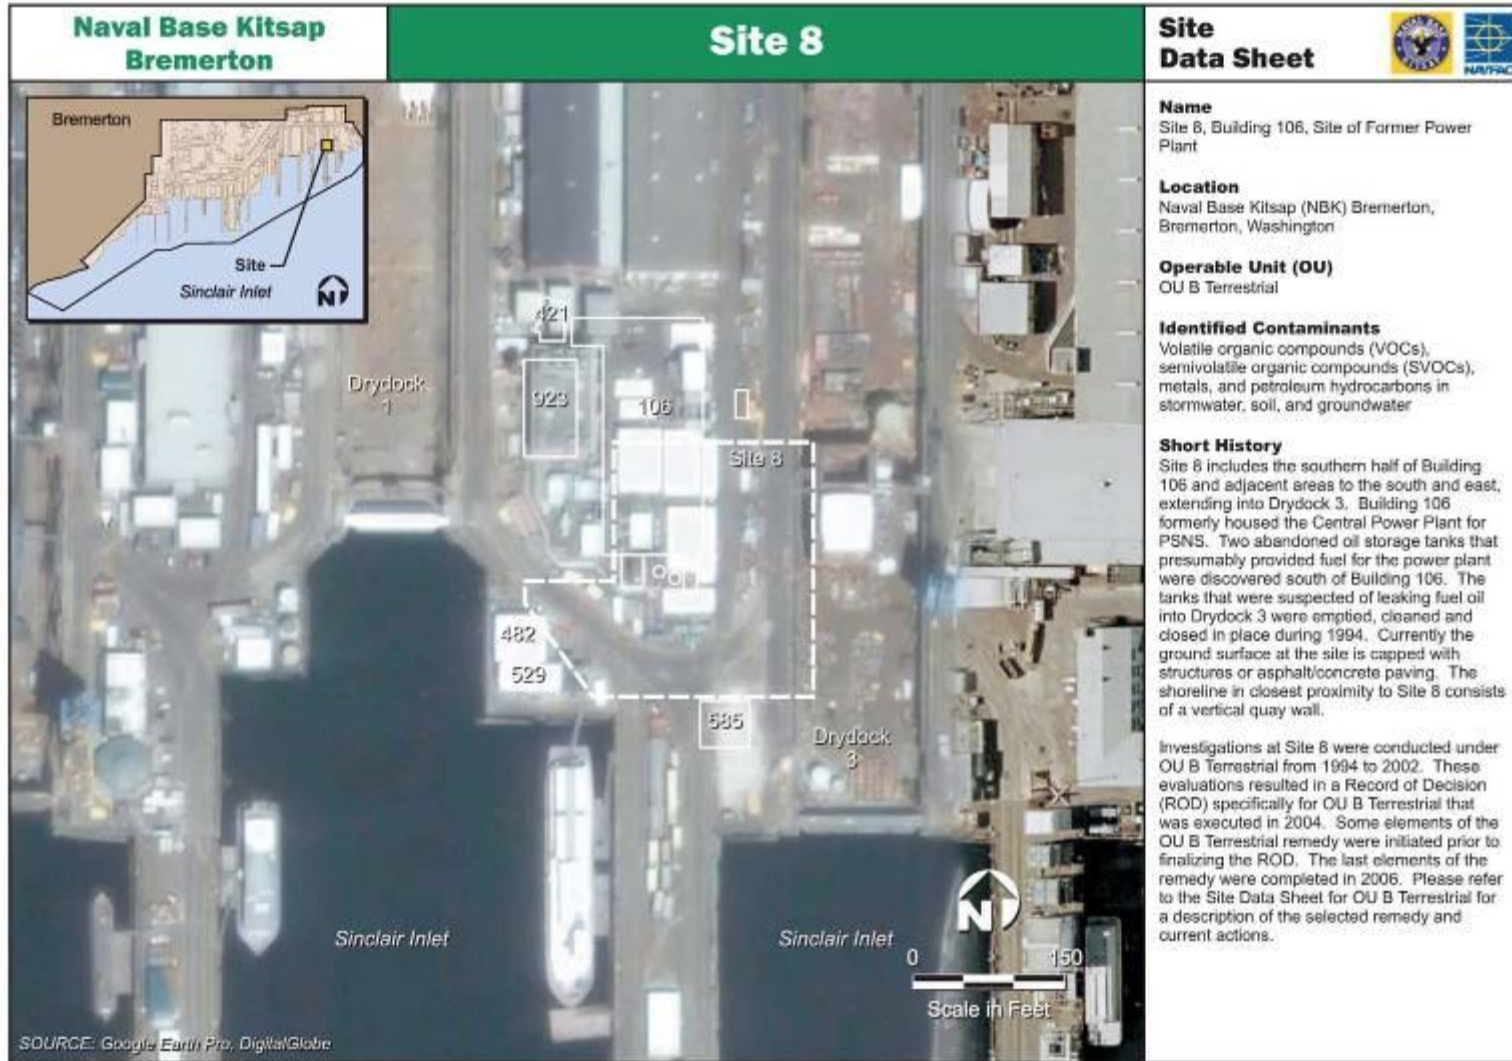 Naval Base Kitsap
Bremerton
Site 8
Site
Data Sheet
NAVAL BASE
KITSAP
NAVFAC
Bremerton
Site
Sinclair Inlet
N
421
923
106
Drydock
1
Site 8
482
529
585
Drydock
3
Sinclair Inlet
Sinclair Inlet
N
0 150
Scale in Feet
SOURCE: Google Earth Pro, DigitalGlobe
Name
Site 8, Building 106, Site of Former Power
Plant
Location
Naval Base Kitsap (NBK) Bremerton,
Bremerton, Washington
Operable Unit (OU)
OU B Terrestrial
Identified Contaminants
Volatile organic compounds (VOCs),
semivolatile organic compounds (SVOCs),
metals, and petroleum hydrocarbons in
stormwater, soil, and groundwater
Short History
Site 8 includes the southern half of Building
106 and adjacent areas to the south and east,
extending into Drydock 3. Building 106
formerly housed the Central Power Plant for
PSNS. Two abandoned oil storage tanks that
presumably provided fuel for the power plant
were discovered south of Building 106. The
tanks that were suspected of leaking fuel oil
into Drydock 3 were emptied, cleaned and
closed in place during 1994. Currently the
ground surface at the site is capped with
structures or asphalt/concrete paving. The
shoreline in closest proximity to Site 8 consists
of a vertical quay wall.
Investigations at Site 8 were conducted under
OU B Terrestrial from 1994 to 2002. These
evaluations resulted in a Record of Decision
(ROD) specifically for OU B Terrestrial that
was executed in 2004. Some elements of the
OU B Terrestrial remedy were initiated prior to
finalizing the ROD. The last elements of the
remedy were completed in 2006. Please refer
to the Site Data Sheet for OU B Terrestrial for
a description of the selected remedy and
current actions.